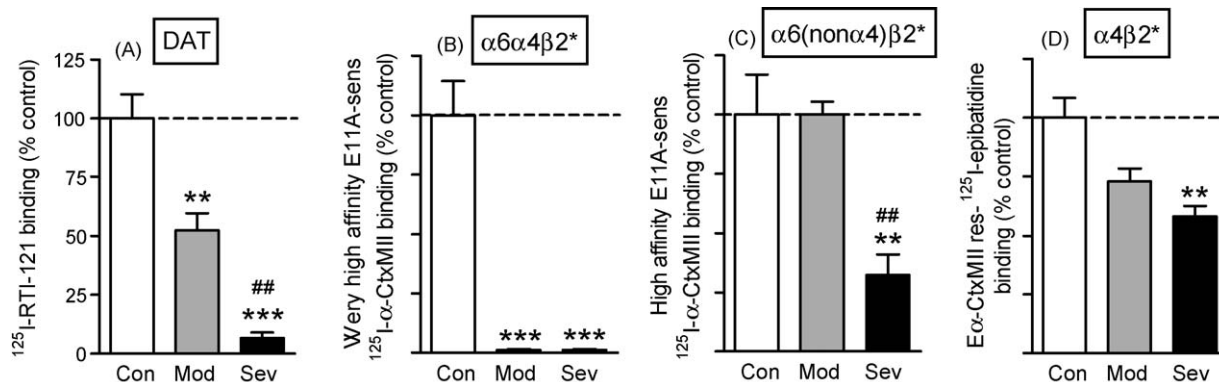 (A) DAT
125I-RTI-121 binding (% control)
125
100
75
50
25
0
**
##
***
Con Mod Sev
(B) α6α4β2*
Wery high affinity E11A-sens
125I-α-CtxMII binding (% control)
*** ***
Con Mod Sev
(C) α6(nonα4)β2*
High affinity E11A-sens
125I-α-CtxMII binding (% control)
##
**
Con Mod Sev
(D) α4β2*
Eα-CtxMII res- 125I-epibatidine
binding (% control)
**
Con Mod Sev